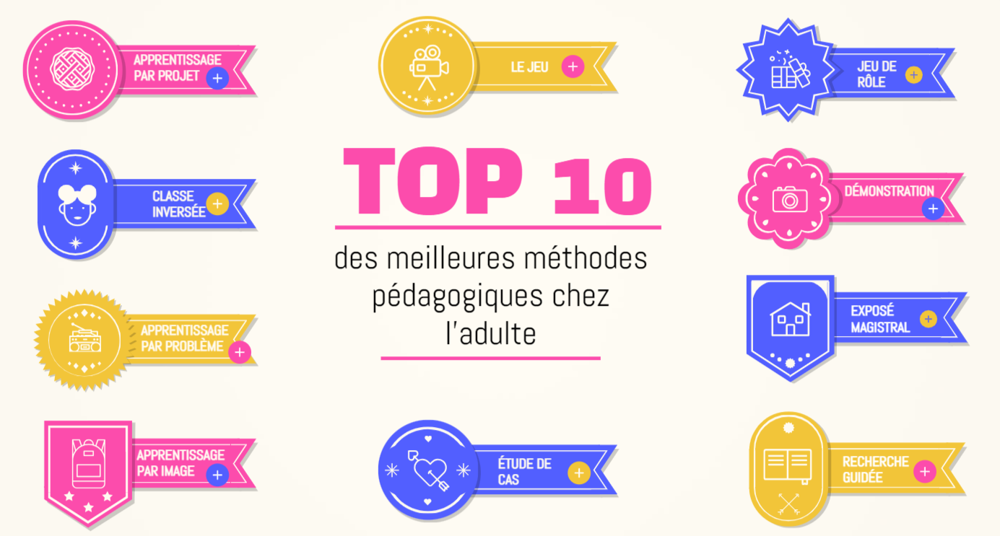 APPRENTISSAGE
PAR PROJET
LE JEU
JEU DE
RÔLE
TOP 10
des meilleures méthodes
pédagogiques chez
l'adulte
CLASSE
INVERSÉE
DÉMONSTRATION
APPRENTISSAGE
PAR PROBLÈME
EXPOSÉ
MAGISTRAL
APPRENTISSAGE
PAR IMAGE
ÉTUDE DE
CAS
RECHERCHE
GUIDÉE